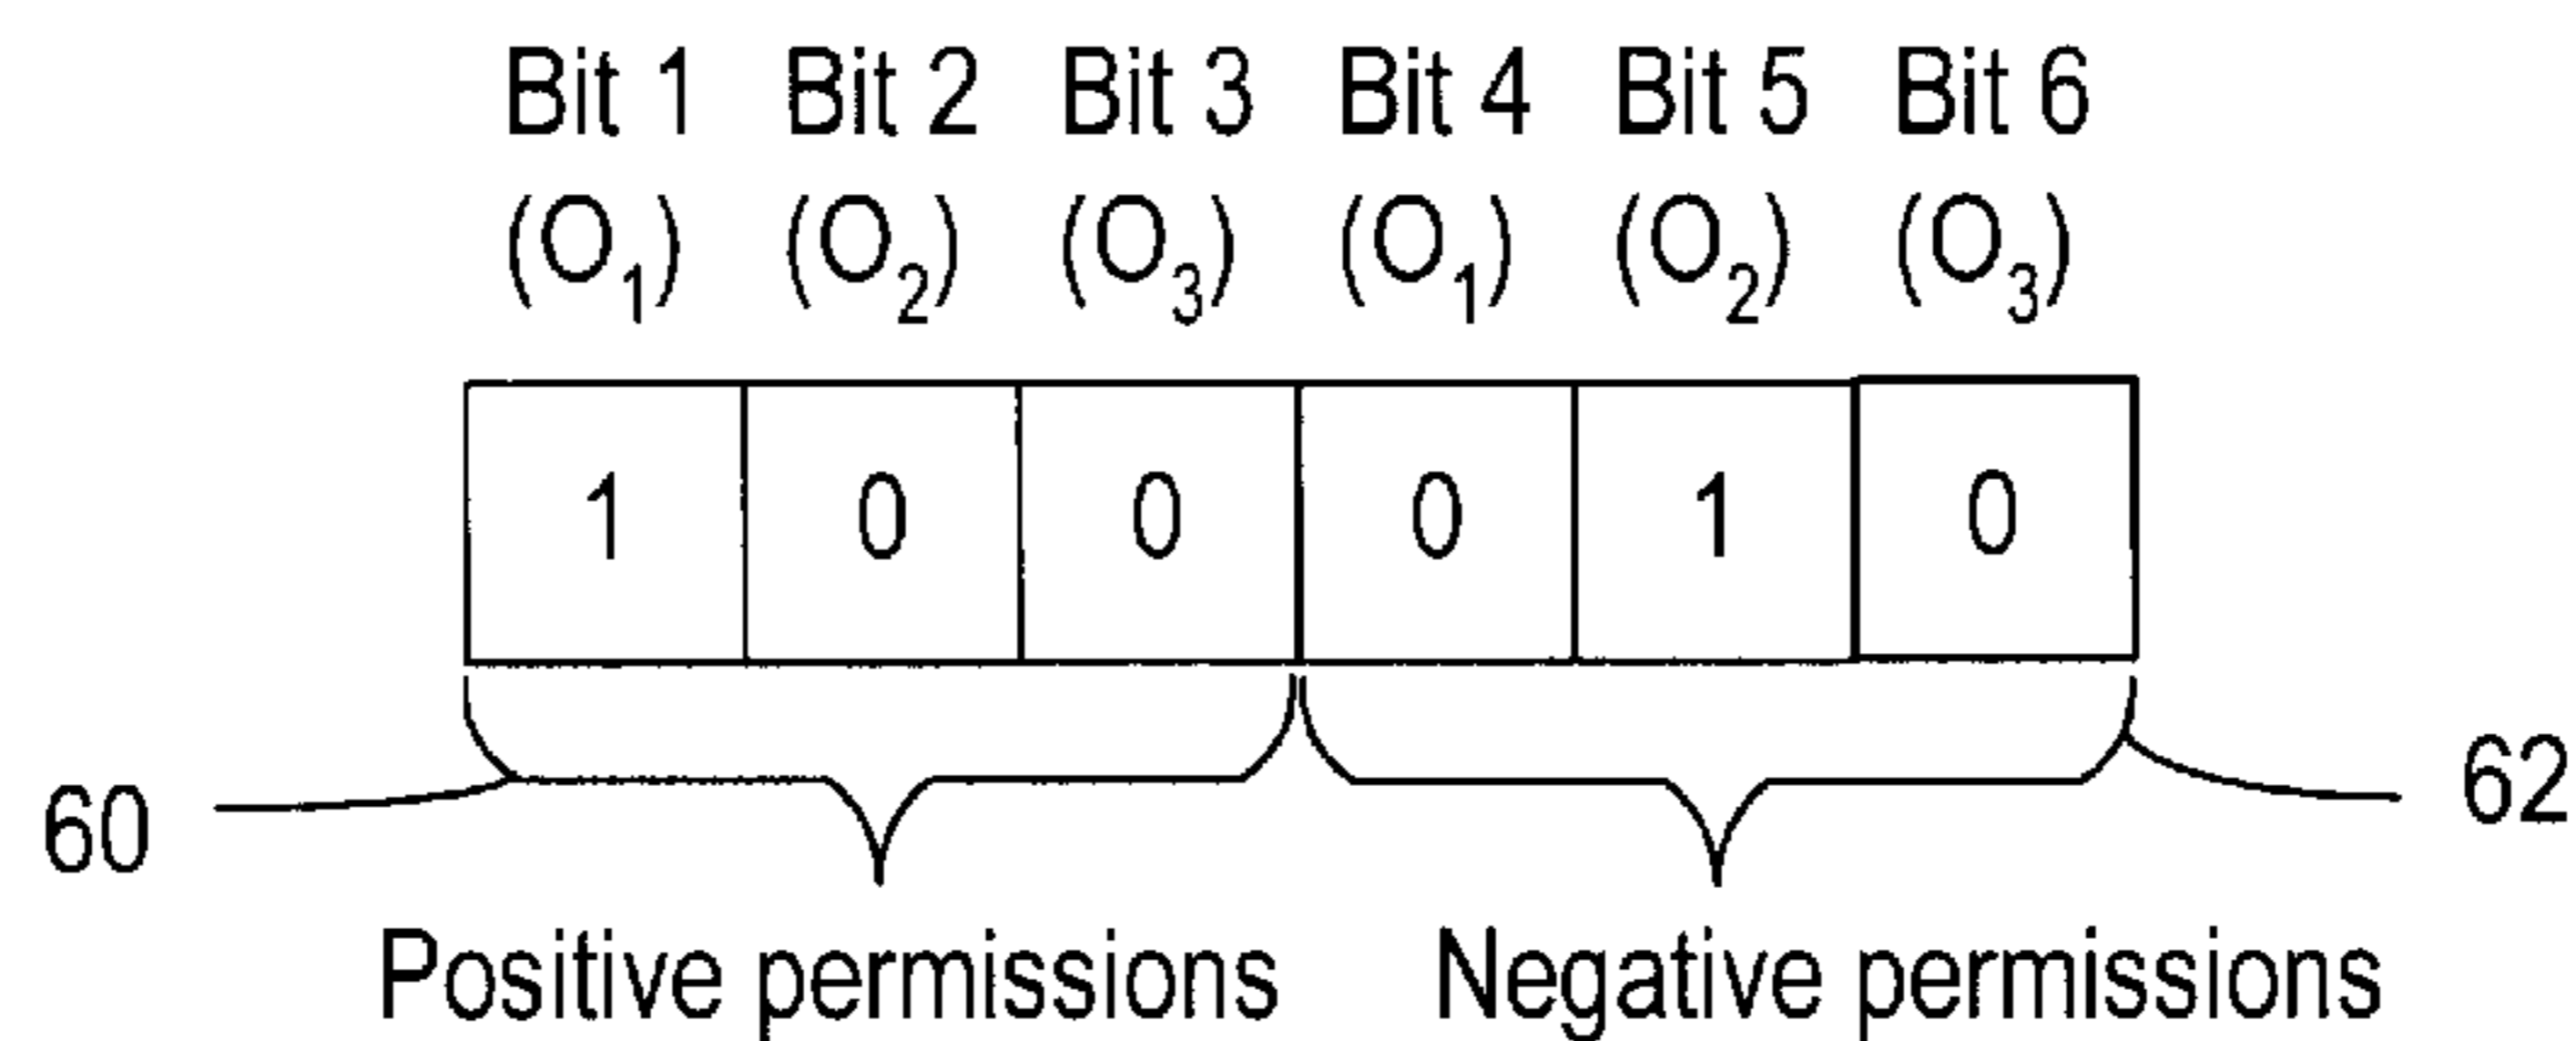 Bit 1 Bit 2 Bit 3 Bit 4 Bit 5 Bit 6
(O₁) (O₂) (O₃) (O₁) (O₂) (O₃)
1 0 0 0 1 0
60 62
Positive permissions Negative permissions